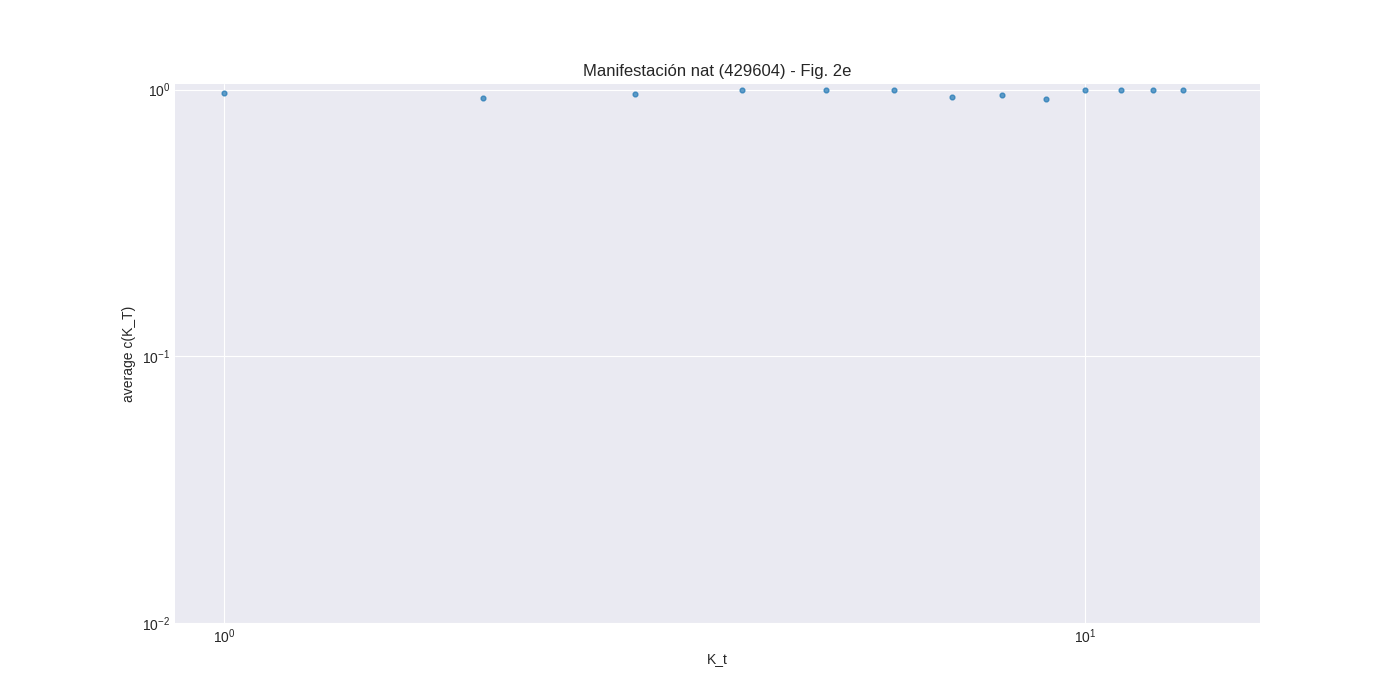 Manifestación nat (429604) - Fig. 2e
10⁰
10⁻¹
10⁻²
average c(K_T)
10⁰ 10¹
K_t